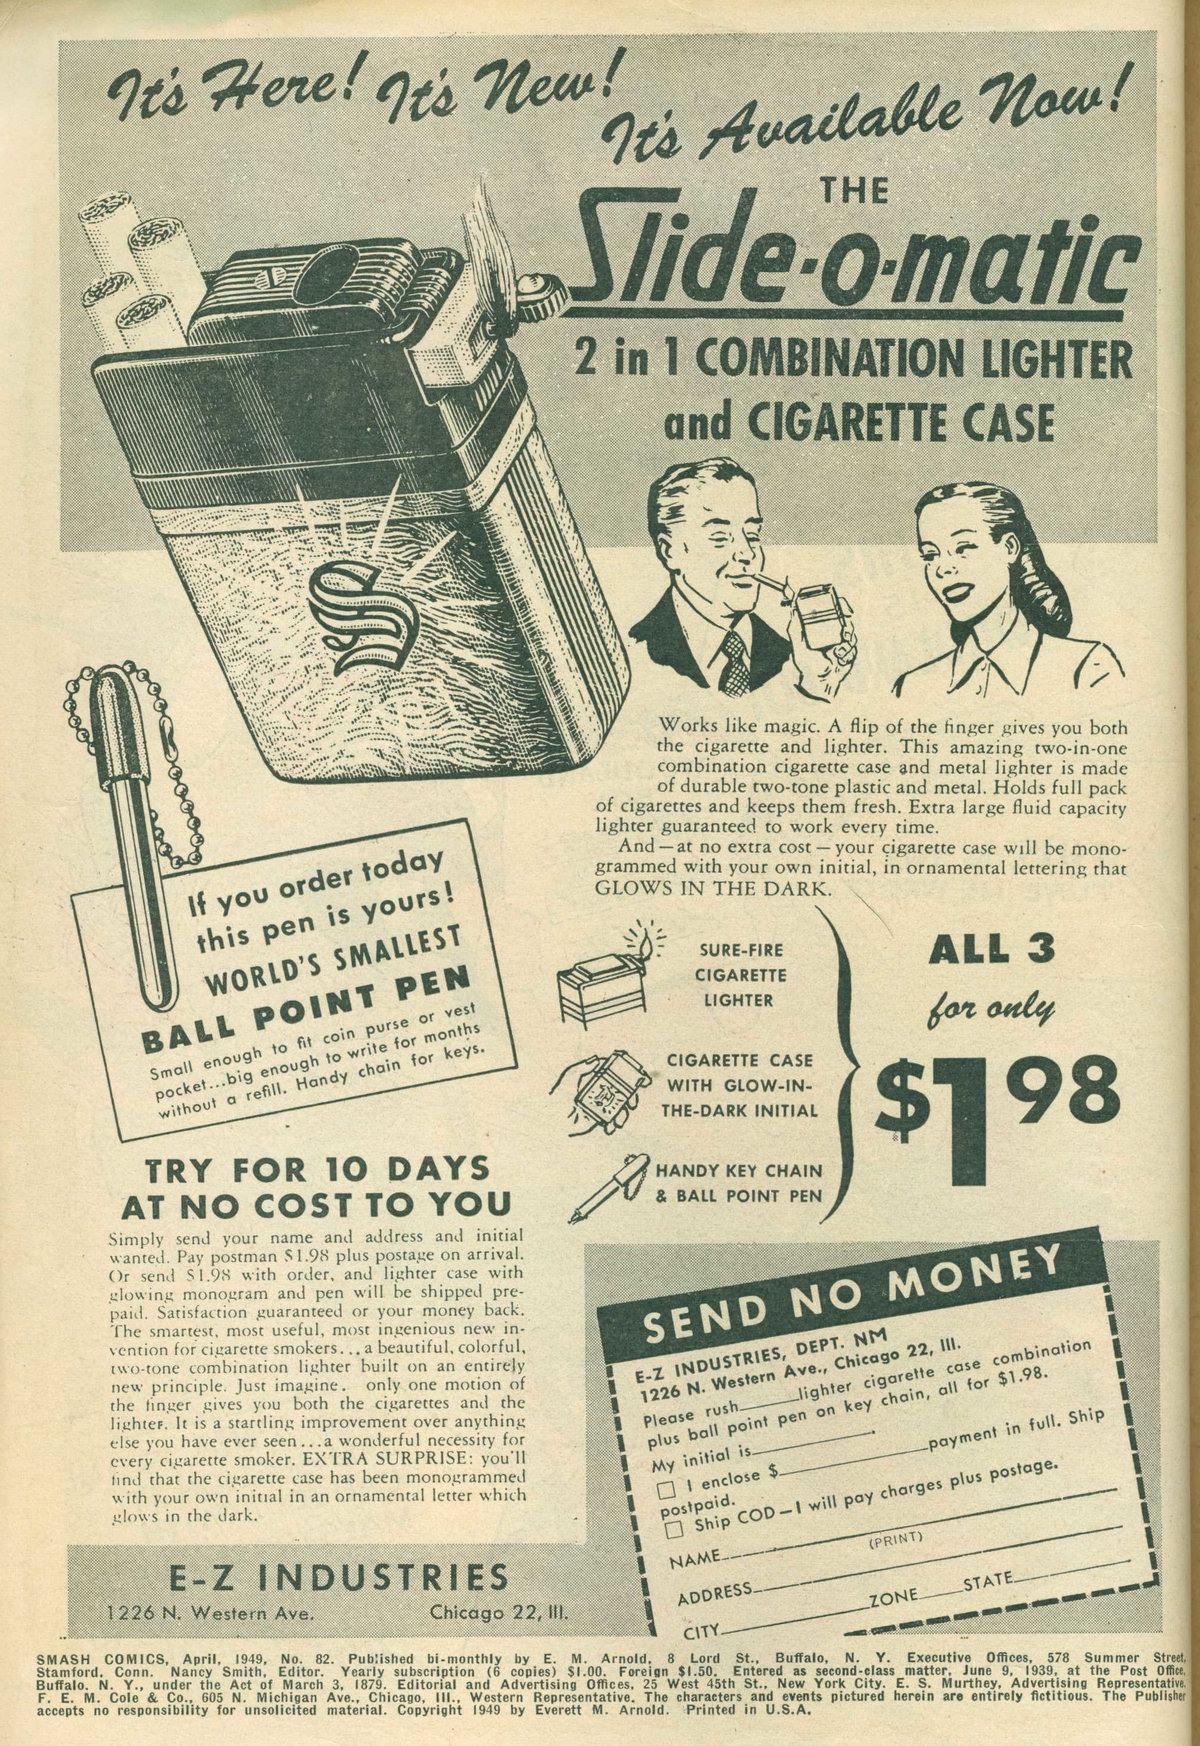 It's Here! It's New!
It's Available Now!
THE
Slide-o-matic
2 in 1 COMBINATION LIGHTER
and CIGARETTE CASE
S
Works like magic. A flip of the finger gives you both
the cigarette and lighter. This amazing two-in-one
combination cigarette case and metal lighter is made
of durable two-tone plastic and metal. Holds full pack
of cigarettes and keeps them fresh. Extra large fluid capacity
lighter guaranteed to work every time.
And—at no extra cost—your cigarette case will be mono-
grammed with your own initial, in ornamental lettering that
GLOWS IN THE DARK.
If you order today
this pen is yours!
WORLD'S SMALLEST
BALL POINT PEN
Small enough to fit coin purse or vest
pocket...big enough to write for months
without a refill. Handy chain for keys.
SURE-FIRE
CIGARETTE
LIGHTER
CIGARETTE CASE
WITH GLOW-IN-
THE-DARK INITIAL
HANDY KEY CHAIN
& BALL POINT PEN
ALL 3
for only
$1 98
TRY FOR 10 DAYS
AT NO COST TO YOU
Simply send your name and address and initial
wanted. Pay postman $1.98 plus postage on arrival.
Or send $1.98 with order, and lighter case with
glowing monogram and pen will be shipped pre-
paid. Satisfaction guaranteed or your money back.
The smartest, most useful, most ingenious new in-
vention for cigarette smokers...a beautiful, colorful,
two-tone combination lighter built on an entirely
new principle. Just imagine. only one motion of
the finger gives you both the cigarettes and the
lighter. It is a startling improvement over anything
else you have ever seen...a wonderful necessity for
every cigarette smoker. EXTRA SURPRISE: you'll
find that the cigarette case has been monogrammed
with your own initial in an ornamental letter which
glows in the dark.
E-Z INDUSTRIES
1226 N. Western Ave. Chicago 22, Ill.
SEND NO MONEY
E-Z INDUSTRIES, DEPT. NM
1226 N. Western Ave., Chicago 22, Ill.
Please rush____lighter cigarette case combination
plus ball point pen on key chain, all for $1.98.
My initial is____.
I enclose $____payment in full. Ship
postpaid.
Ship COD—I will pay charges plus postage.
NAME____
(PRINT)
ADDRESS____
CITY____ZONE____STATE____
SMASH COMICS, April, 1949, No. 82. Published bi-monthly by E. M. Arnold, 8 Lord St., Buffalo, N. Y. Executive Offices, 578 Summer Street,
Stamford, Conn. Nancy Smith, Editor. Yearly subscription (6 copies) $1.00. Foreign $1.50. Entered as second-class matter, June 9, 1939, at the Post Office,
Buffalo, N. Y., under the Act of March 3, 1879. Editorial and Advertising Offices, 25 West 45th St., New York City. E. S. Murthey, Advertising Representative.
F. E. M. Cole & Co., 605 N. Michigan Ave., Chicago, Ill., Western Representative. The characters and events pictured herein are entirely fictitious. The Publisher
accepts no responsibility for unsolicited material. Copyright 1949 by Everett M. Arnold. Printed in U.S.A.